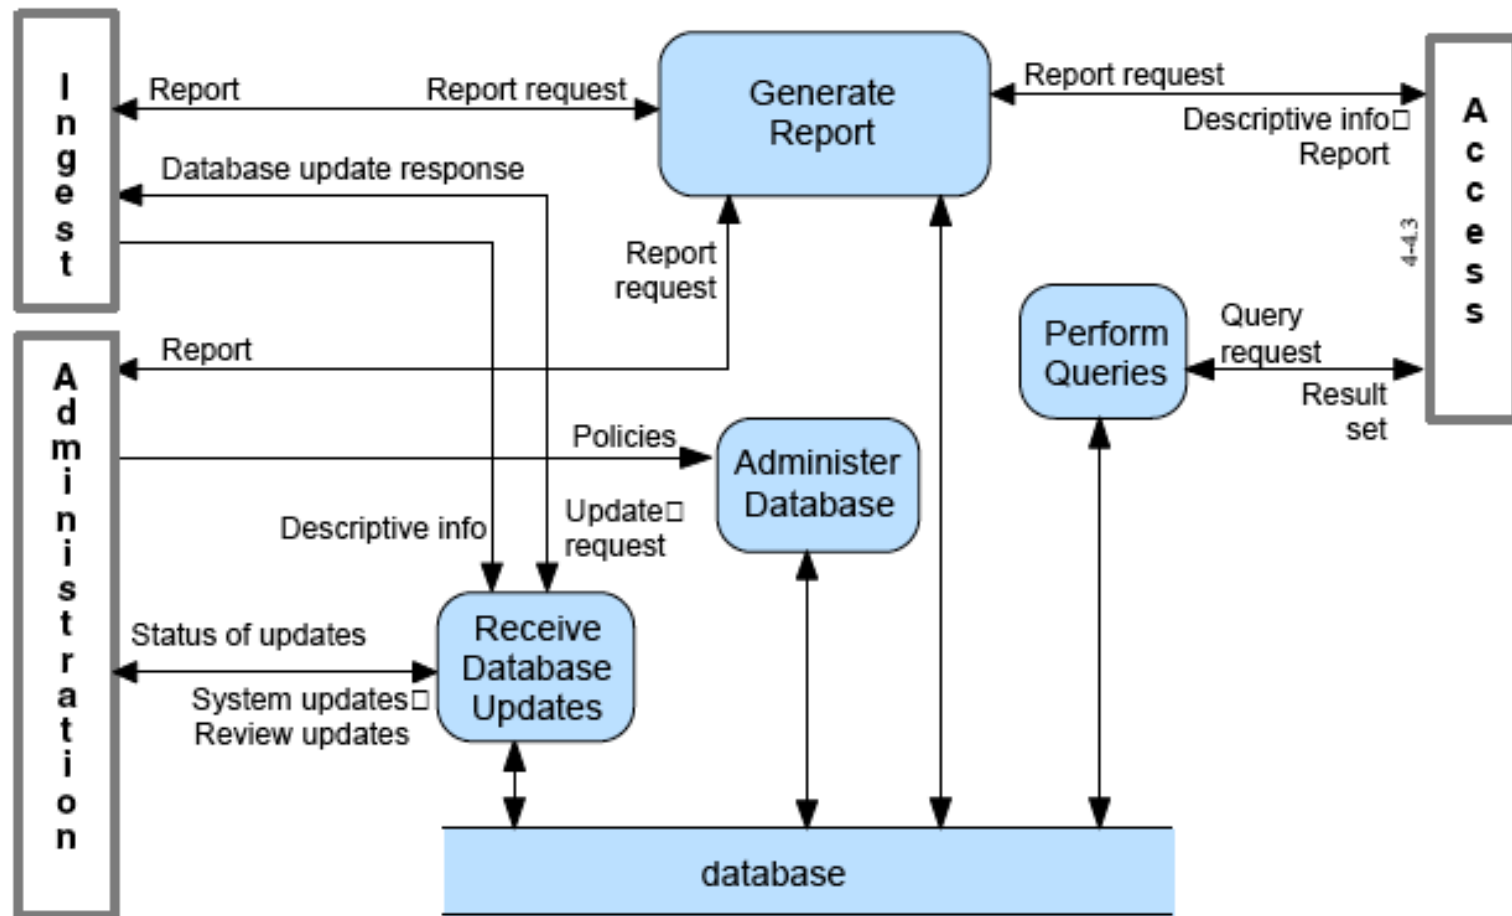 Ingest
Report
Report request
Generate
Report
Report request
Descriptive info□
Report
Access
Database update response
4-4.3
Report
request
Report
Perform
Queries
Query
request
Result
set
Administration
Policies
Administer
Database
Descriptive info
Update□
request
Status of updates
System updates□
Review updates
Receive
Database
Updates
database